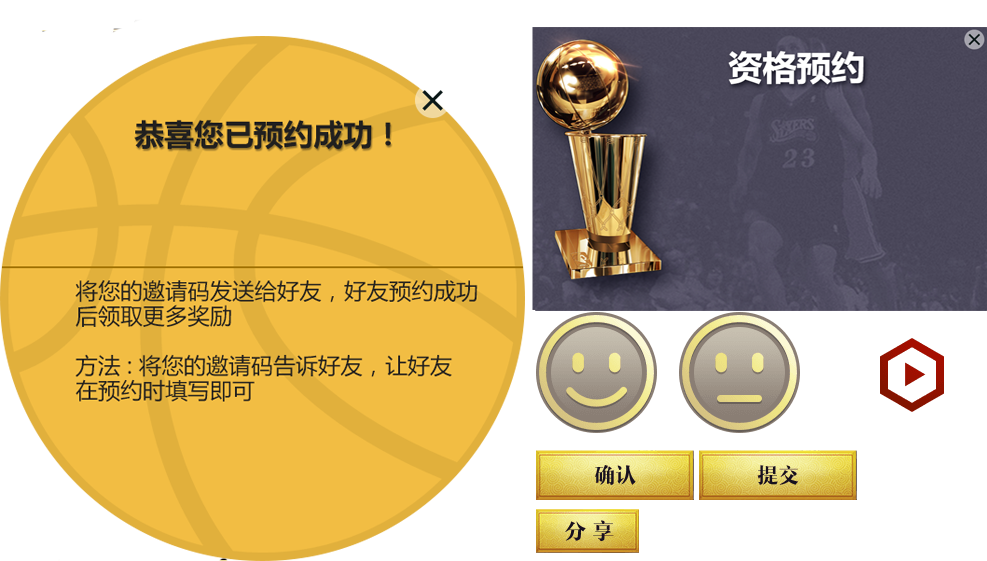 恭喜您已预约成功！
将您的邀请码发送给好友，好友预约成功
后领取更多奖励
方法：将您的邀请码告诉好友，让好友
在预约时填写即可
资格预约
SIXERS
23
确认
提交
分享